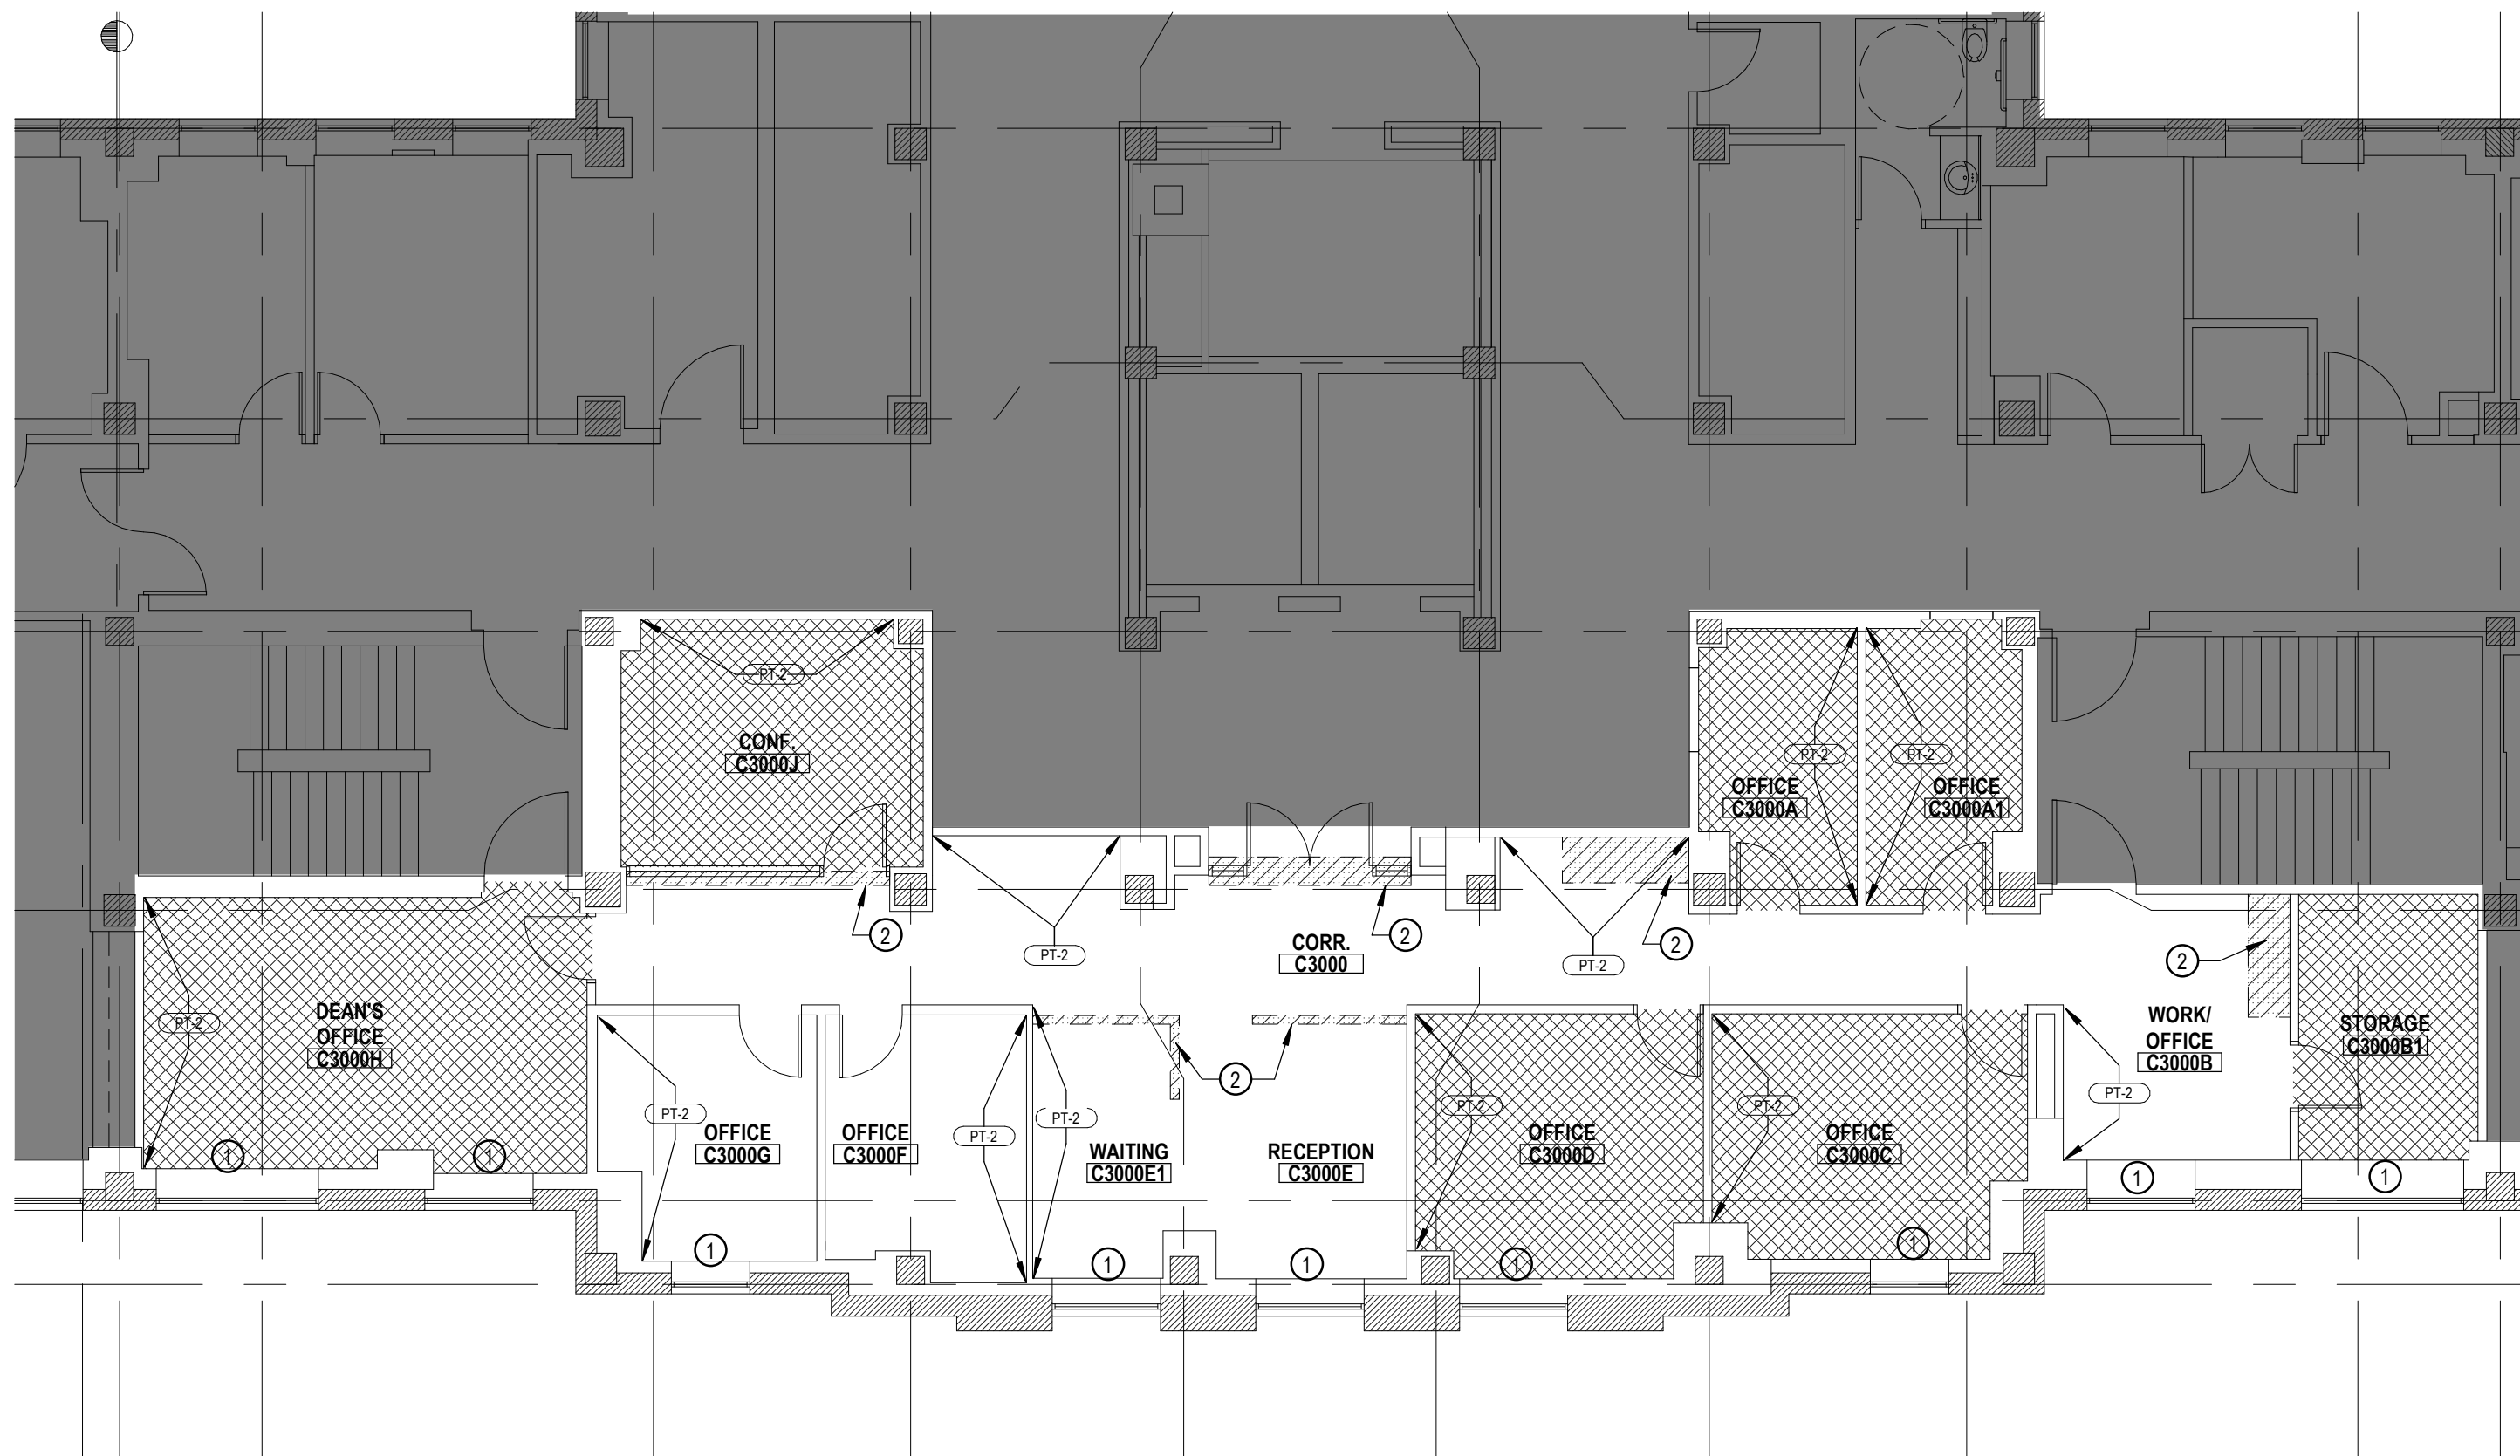 PT-2
CONF.
C3000J
PT-2
PT-2
OFFICE
C3000A
OFFICE
C3000A1
2
2
2
PT-2
CORR.
C3000
PT-2
2
DEAN'S
OFFICE
C3000H
PT-2
WORK/
OFFICE
C3000B
STORAGE
C3000B1
2
PT-2
PT-2
PT-2
PT-2
PT-2
PT-2
PT-2
OFFICE
C3000G
OFFICE
C3000F
WAITING
C3000E1
RECEPTION
C3000E
OFFICE
C3000D
OFFICE
C3000C
1
1
1
1
1
1
1
1
1